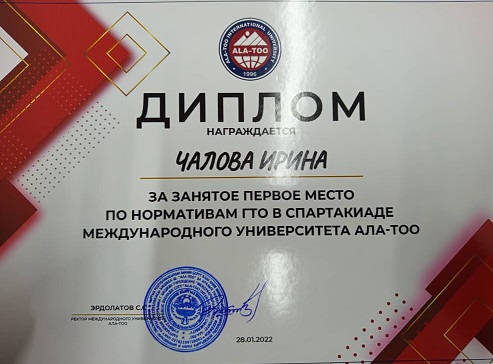 ALA-TOO INTERNATIONAL UNIVERSITY
ALA-TOO
1996
ДИПЛОМ
НАГРАЖДАЕТСЯ
ЧАЛОВА ИРИНА
ЗА ЗАНЯТОЕ ПЕРВОЕ МЕСТО
ПО НОРМАТИВАМ ГТО В СПАРТАКИАДЕ
МЕЖДУНАРОДНОГО УНИВЕРСИТЕТА АЛА-ТОО
ЭРДОЛАТОВ С.С.
РЕКТОР МЕЖДУНАРОДНОГО УНИВЕРСИТЕТА
АЛА-ТОО
28.01.2022